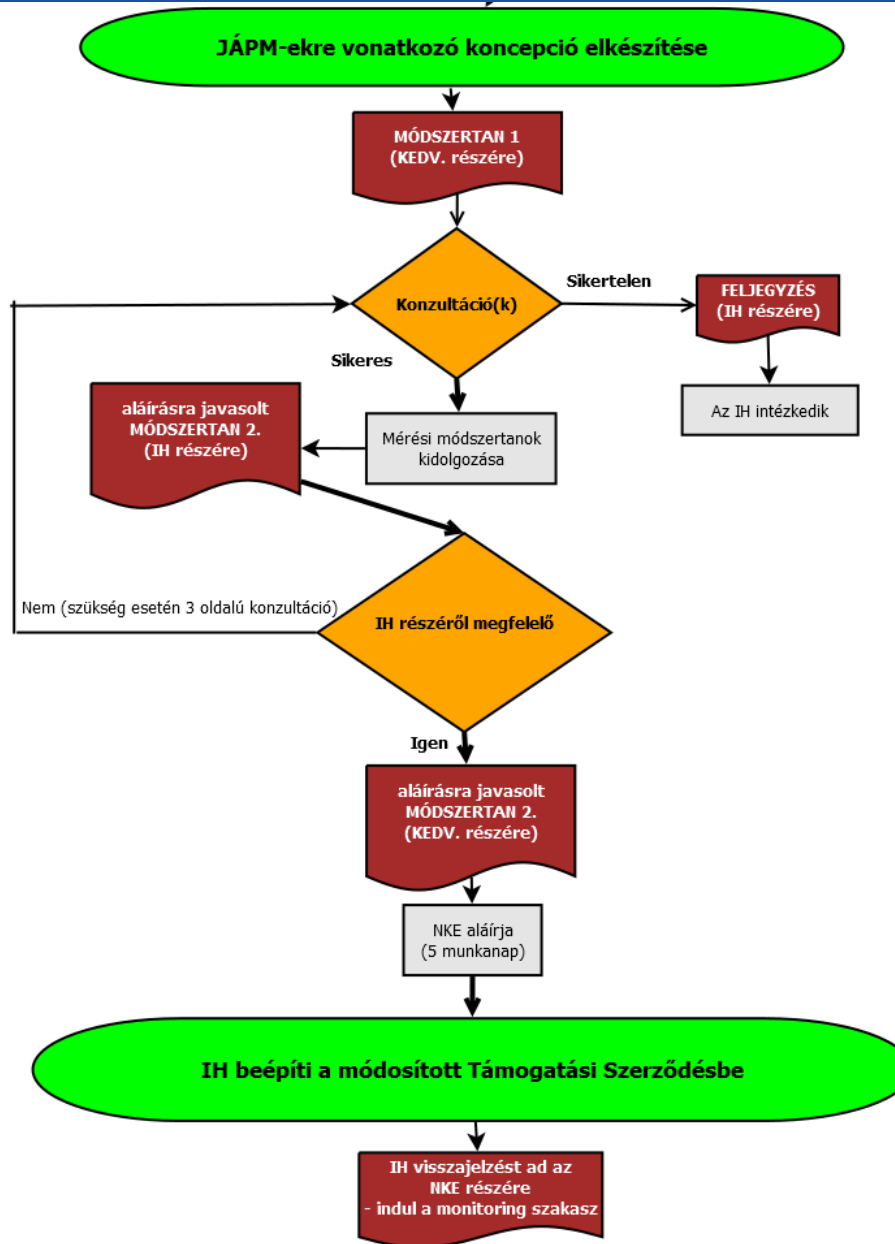 JÁPM-ekre vonatkozó koncepció elkészítése
MÓDSZERTAN 1
(KEDV. részére)
Konzultáció(k)
Sikertelen
FELJEGYZÉS
(IH részére)
Az IH intézkedik
Sikeres
Mérési módszertanok
kidolgozása
aláírásra javasolt
MÓDSZERTAN 2.
(IH részére)
Nem (szükség esetén 3 oldalú konzultáció)
IH részéről megfelelő
Igen
aláírásra javasolt
MÓDSZERTAN 2.
(KEDV. részére)
NKE aláírja
(5 munkanap)
IH beépíti a módosított Támogatási Szerződésbe
IH visszajelzést ad az
NKE részére
- indul a monitoring szakasz